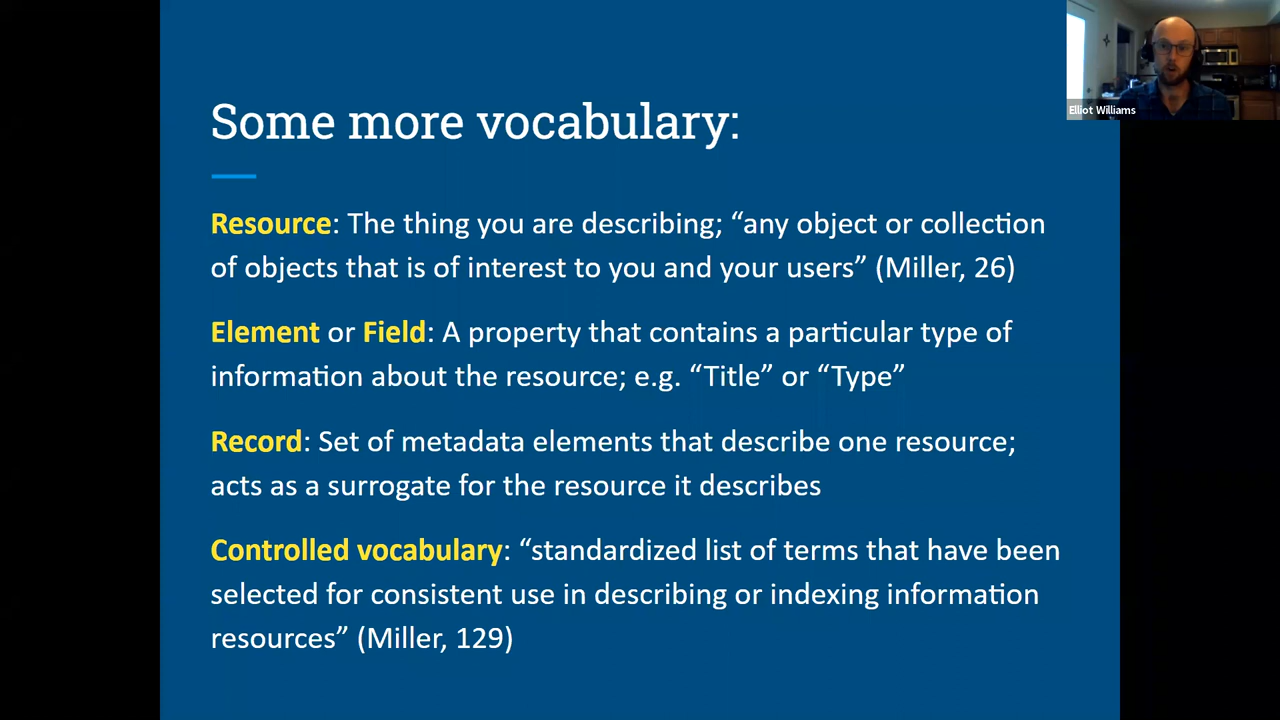 Elliot Williams
Some more vocabulary:
Resource: The thing you are describing; “any object or collection
of objects that is of interest to you and your users” (Miller, 26)
Element or Field: A property that contains a particular type of
information about the resource; e.g. “Title” or “Type”
Record: Set of metadata elements that describe one resource;
acts as a surrogate for the resource it describes
Controlled vocabulary: “standardized list of terms that have been
selected for consistent use in describing or indexing information
resources” (Miller, 129)